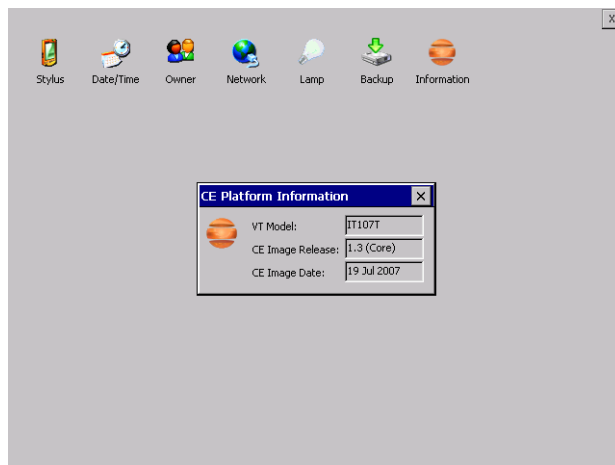 X
Stylus Date/Time Owner Network Lamp Backup Information
CE Platform Information
VT Model: IT107T
CE Image Release: 1.3 (Core)
CE Image Date: 19 Jul 2007